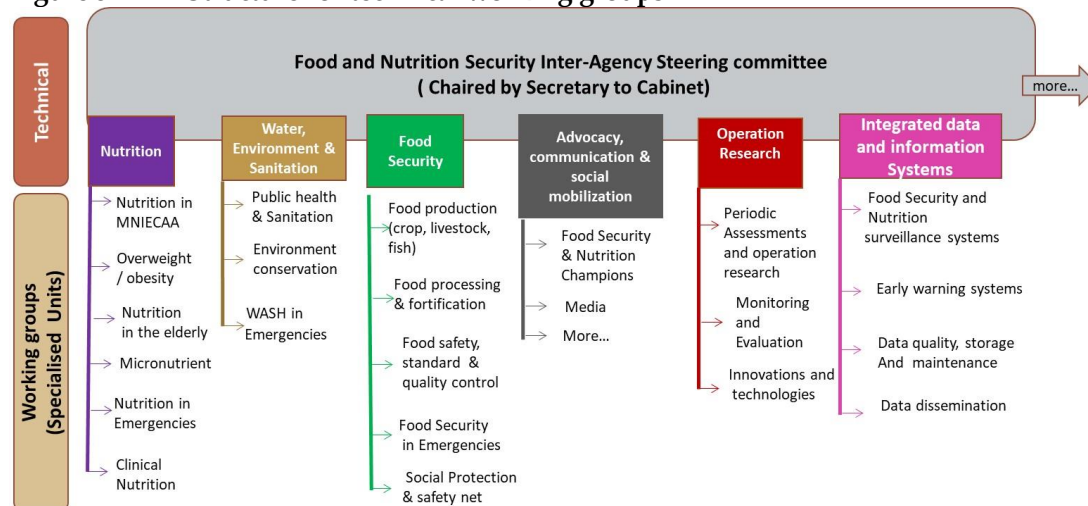 Food and Nutrition Security Inter-Agency Steering committee
( Chaired by Secretary to Cabinet)
more...
Technical
Nutrition
Water,
Environment &
Sanitation
Food
Security
Advocacy,
communication &
social
mobilization
Operation
Research
Integrated data
and information
Systems
Working groups
(Specialised Units)
Nutrition in
MNIECAA
Overweight
/ obesity
Nutrition
in the elderly
Micronutrient
Nutrition in
Emergencies
Clinical
Nutrition
Public health
& Sanitation
Environment
conservation
WASH in
Emergencies
Food production
(crop, livestock,
fish)
Food processing
& fortification
Food safety,
standard &
quality control
Food Security
in Emergencies
Social Protection
& safety net
Food Security
& Nutrition
Champions
Media
More...
Periodic
Assessments
and operation
research
Monitoring
and
Evaluation
Innovations and
technologies
Food Security and
Nutrition
surveillance systems
Early warning systems
Data quality, storage
And maintenance
Data dissemination